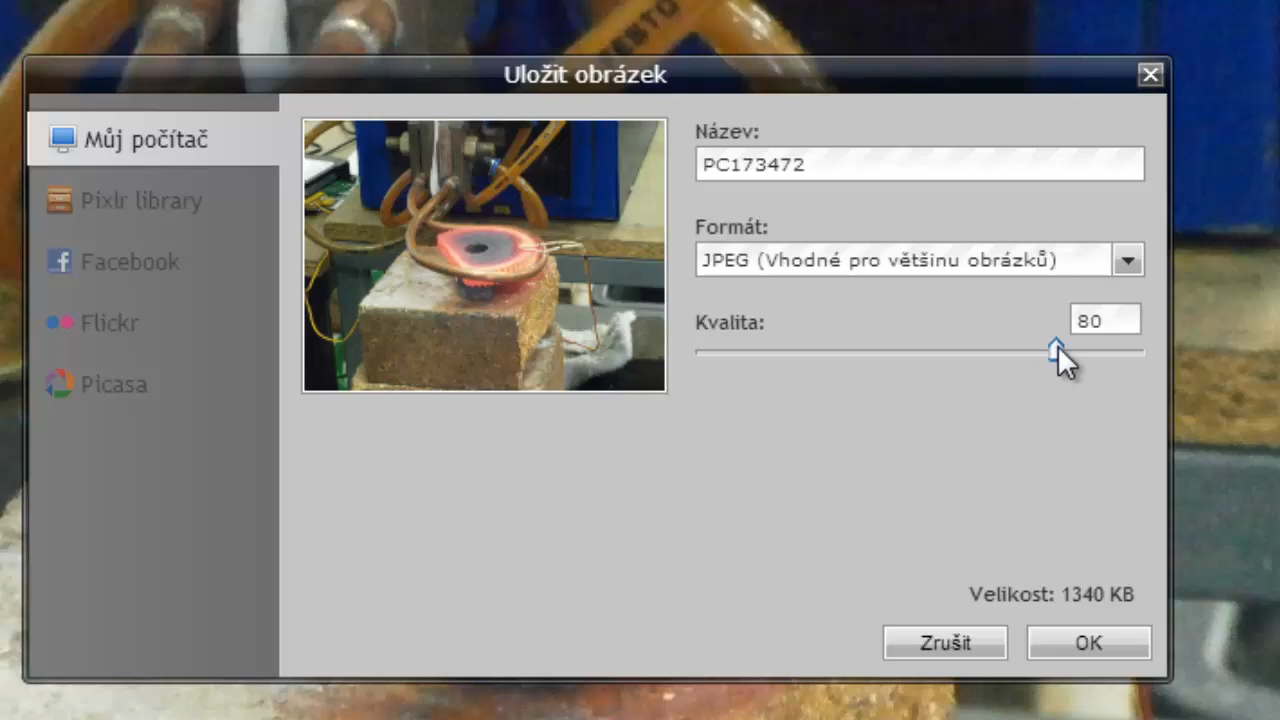 FESTO
Uložit obrázek
Můj počítač
Pixlr library
Facebook
Flickr
Picasa
Název:
PC173472
Formát:
JPEG (Vhodné pro většinu obrázků)
Kvalita:
80
Velikost: 1340 KB
Zrušit
OK